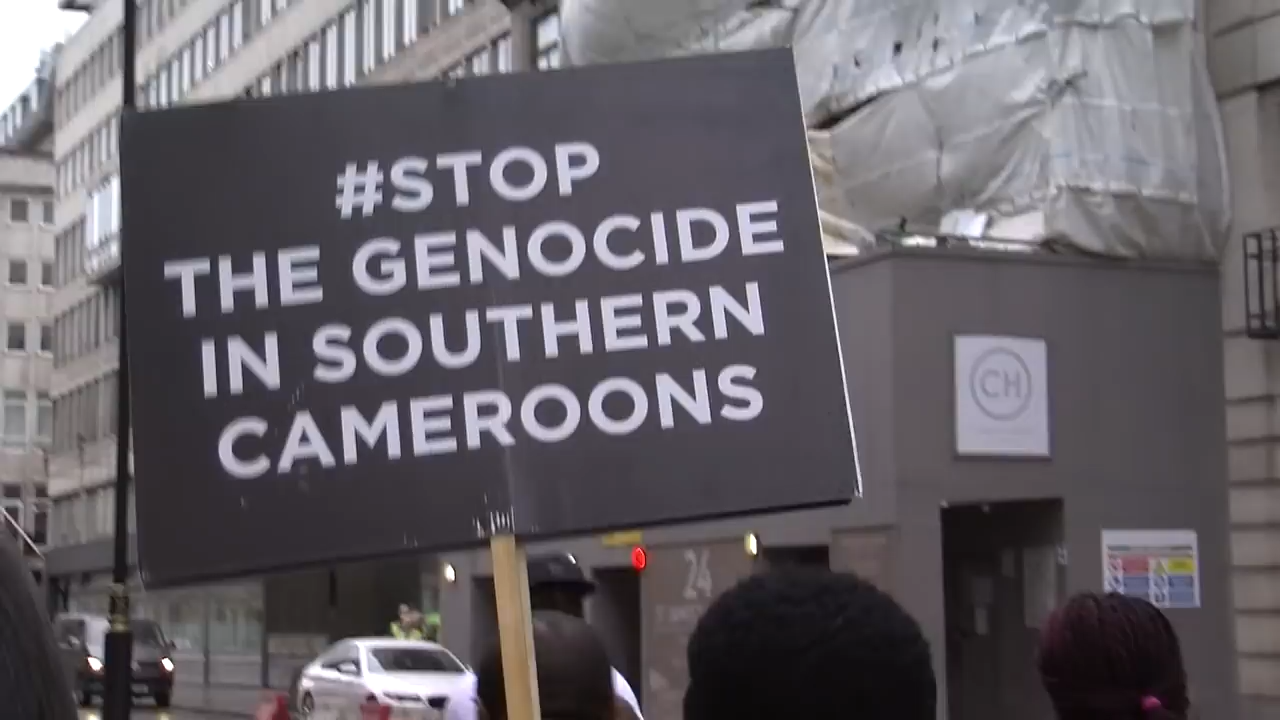 #STOP
THE GENOCIDE
IN SOUTHERN
CAMEROONS
CH
24